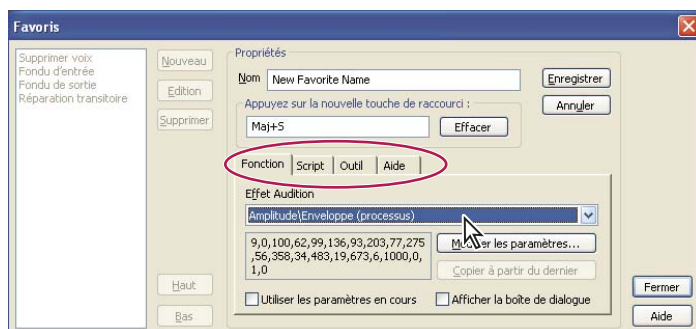 Favoris
Supprimer voix
Fondu d'entrée
Fondu de sortie
Réparation transitoire
Nouveau
Edition
Supprimer
Haut
Bas
Propriétés
Nom New Favorite Name
Enregistrer
Annuler
Appuyez sur la nouvelle touche de raccourci :
Maj+S
Effacer
Fonction Script Outil Aide
Effet Audition
Amplitude\Enveloppe (processus)
9,0,100,62,99,136,93,203,77,275
,56,358,34,483,19,673,6,1000,0,
1,0
Modifier les paramètres...
Copier à partir du dernier
Utiliser les paramètres en cours
Afficher la boîte de dialogue
Fermer
Aide